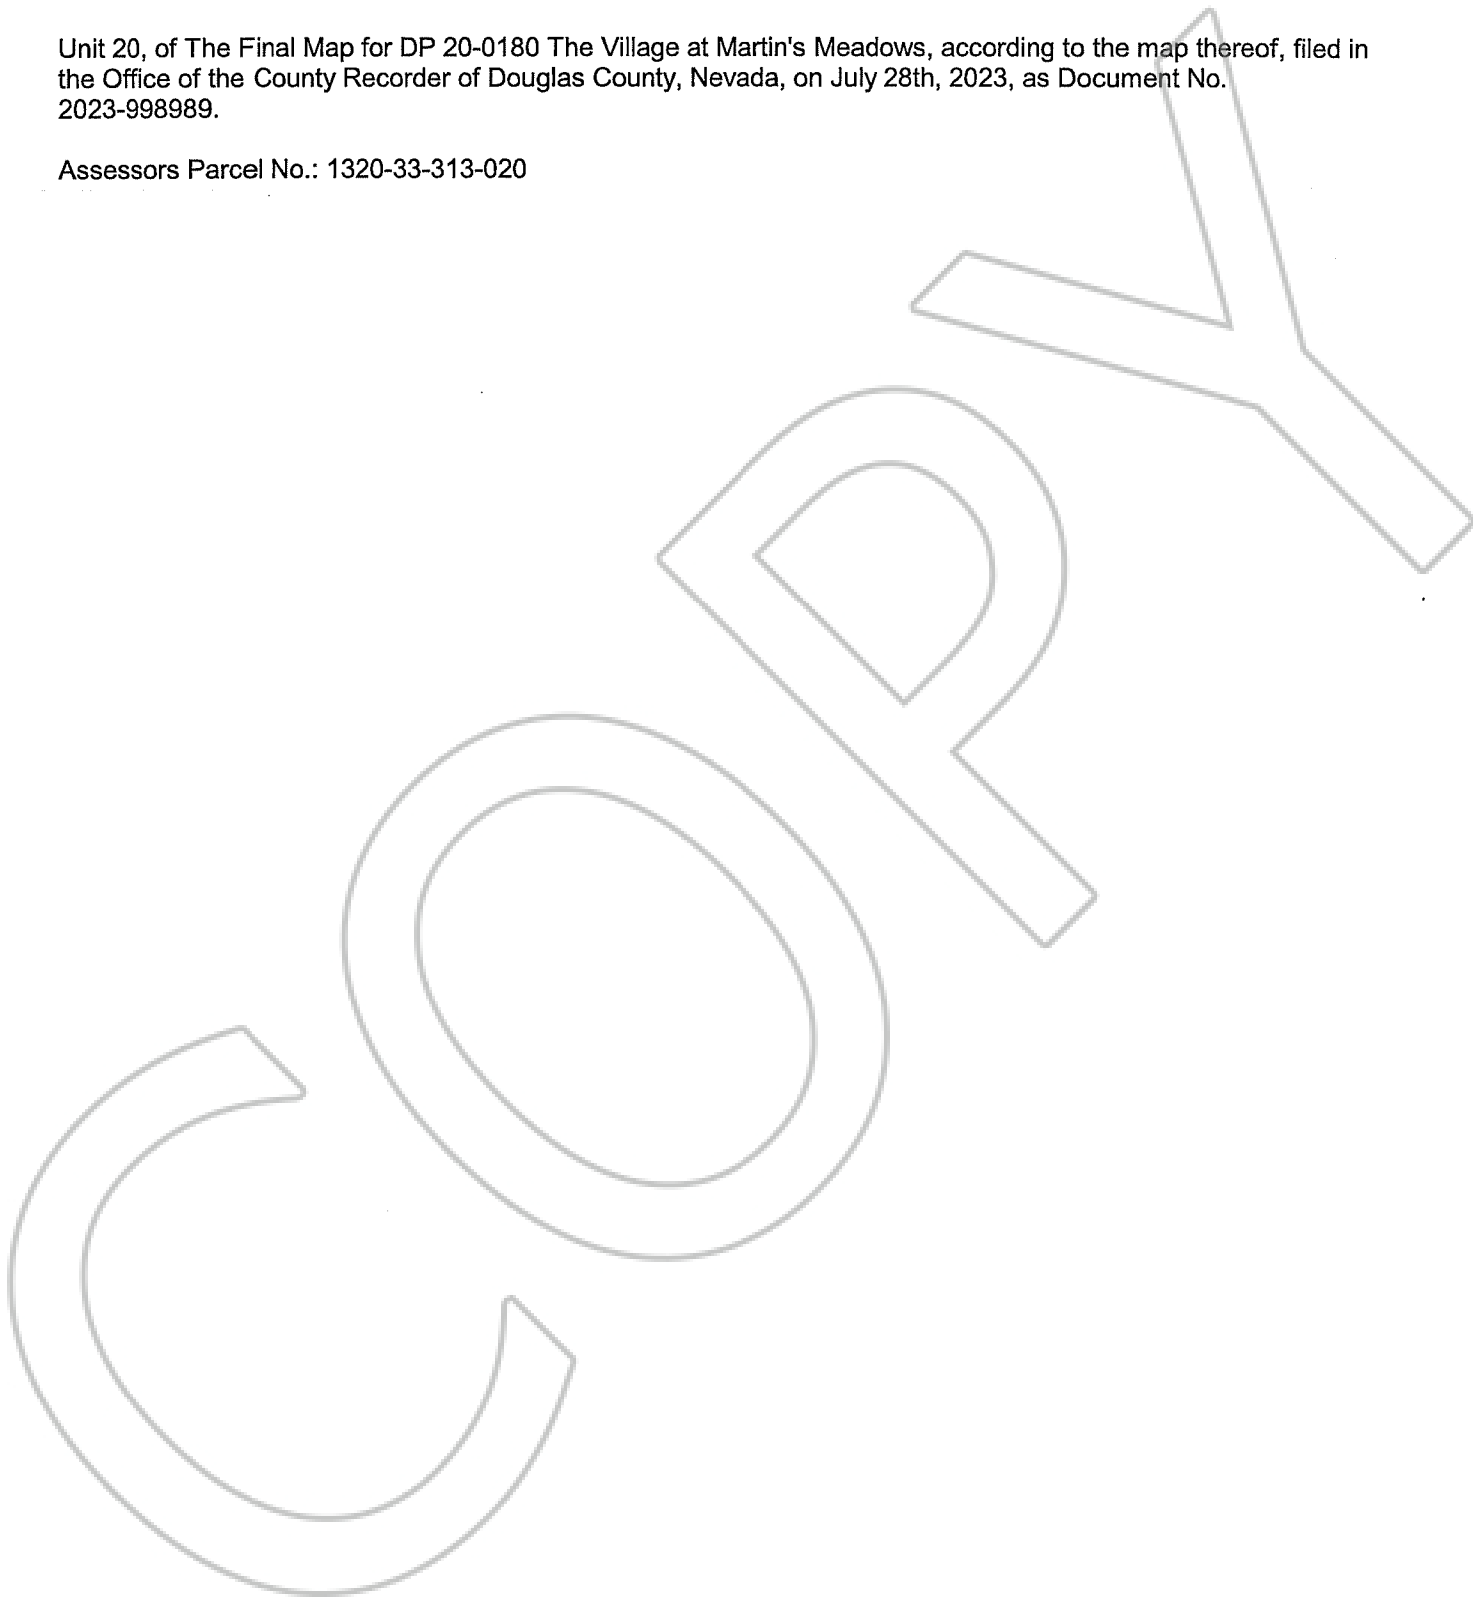 Unit 20, of The Final Map for DP 20-0180 The Village at Martin's Meadows, according to the map thereof, filed in
the Office of the County Recorder of Douglas County, Nevada, on July 28th, 2023, as Document No.
2023-998989.
Assessors Parcel No.: 1320-33-313-020
COPY